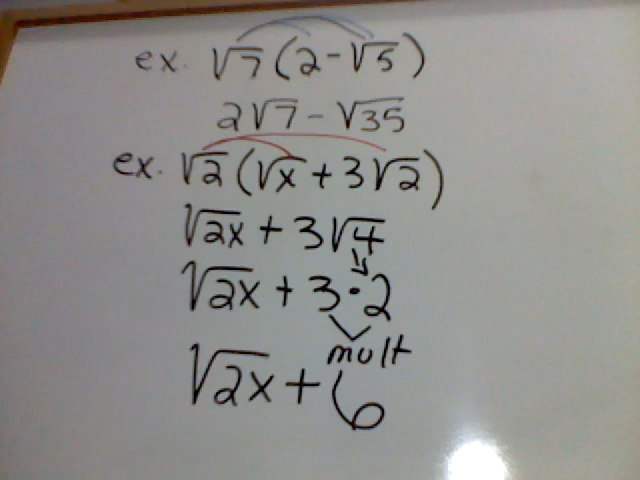 ex. √7(2-√5)
2√7-√35
ex. √2(√x+3√2)
√2x+3√4
√2x+3·2
mult
√2x+6